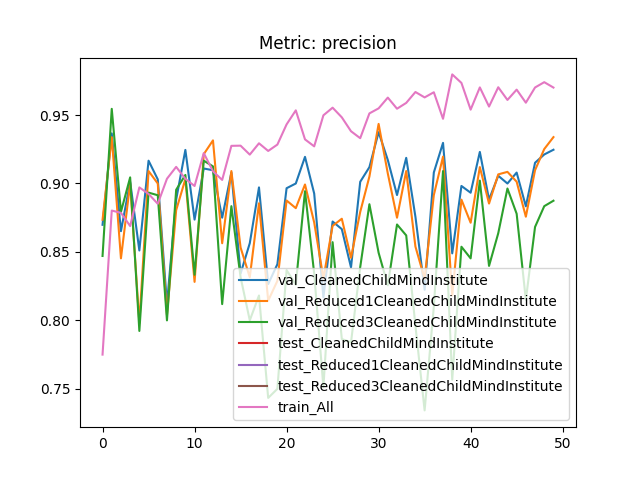 Metric: precision
0.95
0.90
0.85
0.80
0.75
val_CleanedChildMindInstitute
val_Reduced1CleanedChildMindInstitute
val_Reduced3CleanedChildMindInstitute
test_CleanedChildMindInstitute
test_Reduced1CleanedChildMindInstitute
test_Reduced3CleanedChildMindInstitute
train_All
0 10 20 30 40 50